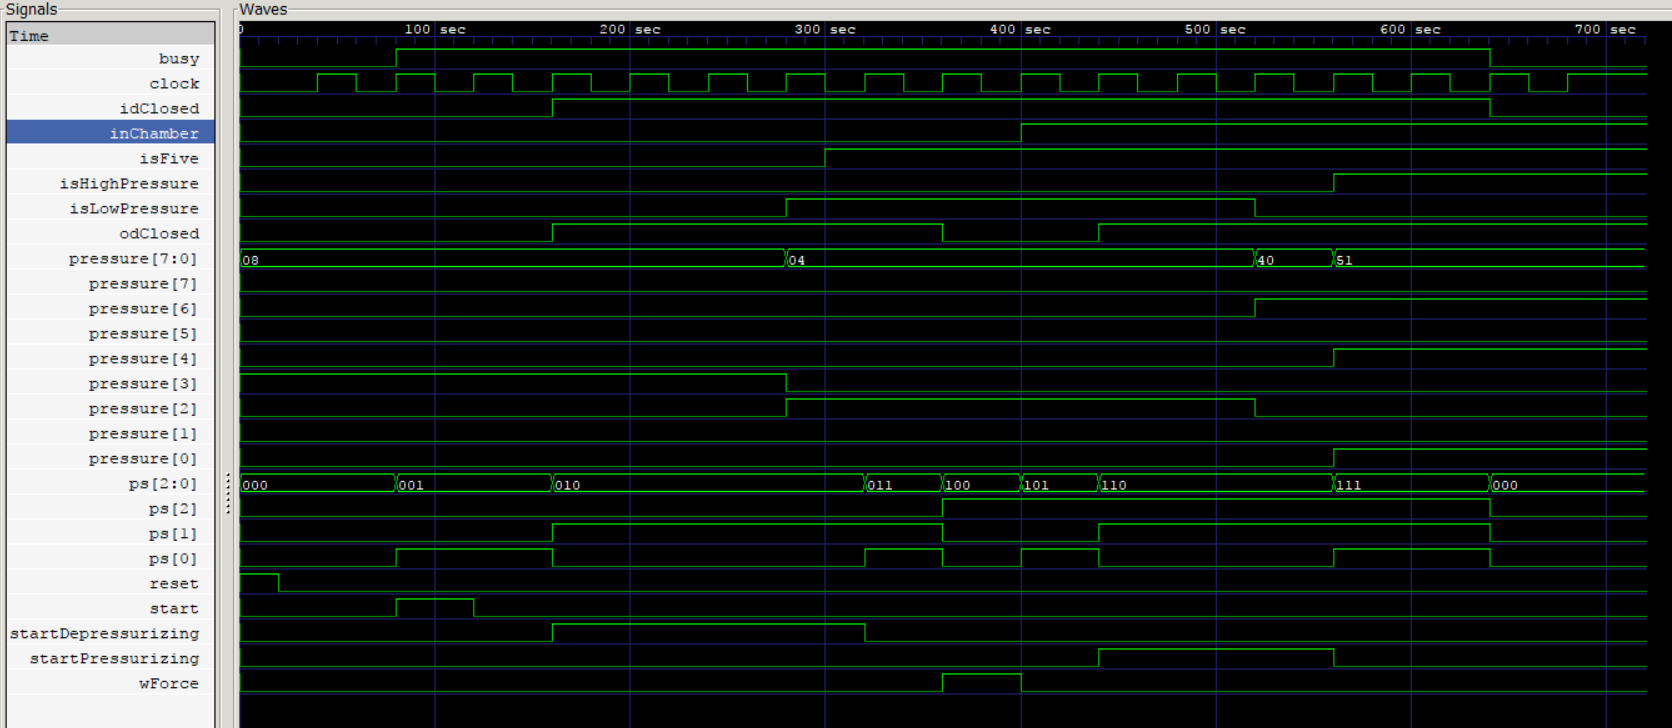 Signals Waves
Time 0 100 sec 200 sec 300 sec 400 sec 500 sec 600 sec 700 sec
busy
clock
idClosed
inChamber
isFive
isHighPressure
isLowPressure
odClosed
pressure[7:0] 08 04 40 51
pressure[7]
pressure[6]
pressure[5]
pressure[4]
pressure[3]
pressure[2]
pressure[1]
pressure[0]
ps[2:0] 000 001 010 011 100 101 110 111 000
ps[2]
ps[1]
ps[0]
reset
start
startDepressurizing
startPressurizing
wForce